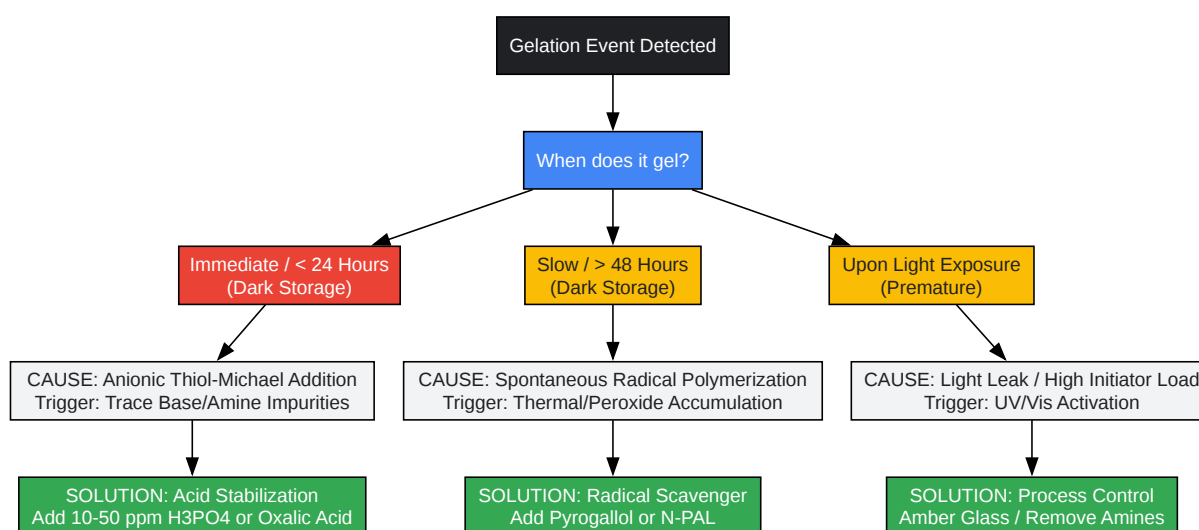 Gelation Event Detected
When does it gel?
Immediate / < 24 Hours
(Dark Storage)
Slow / > 48 Hours
(Dark Storage)
Upon Light Exposure
(Premature)
CAUSE: Anionic Thiol-Michael Addition
Trigger: Trace Base/Amine Impurities
CAUSE: Spontaneous Radical Polymerization
Trigger: Thermal/Peroxide Accumulation
CAUSE: Light Leak / High Initiator Load
Trigger: UV/Vis Activation
SOLUTION: Acid Stabilization
Add 10-50 ppm H3PO4 or Oxalic Acid
SOLUTION: Radical Scavenger
Add Pyrogallol or N-PAL
SOLUTION: Process Control
Amber Glass / Remove Amines